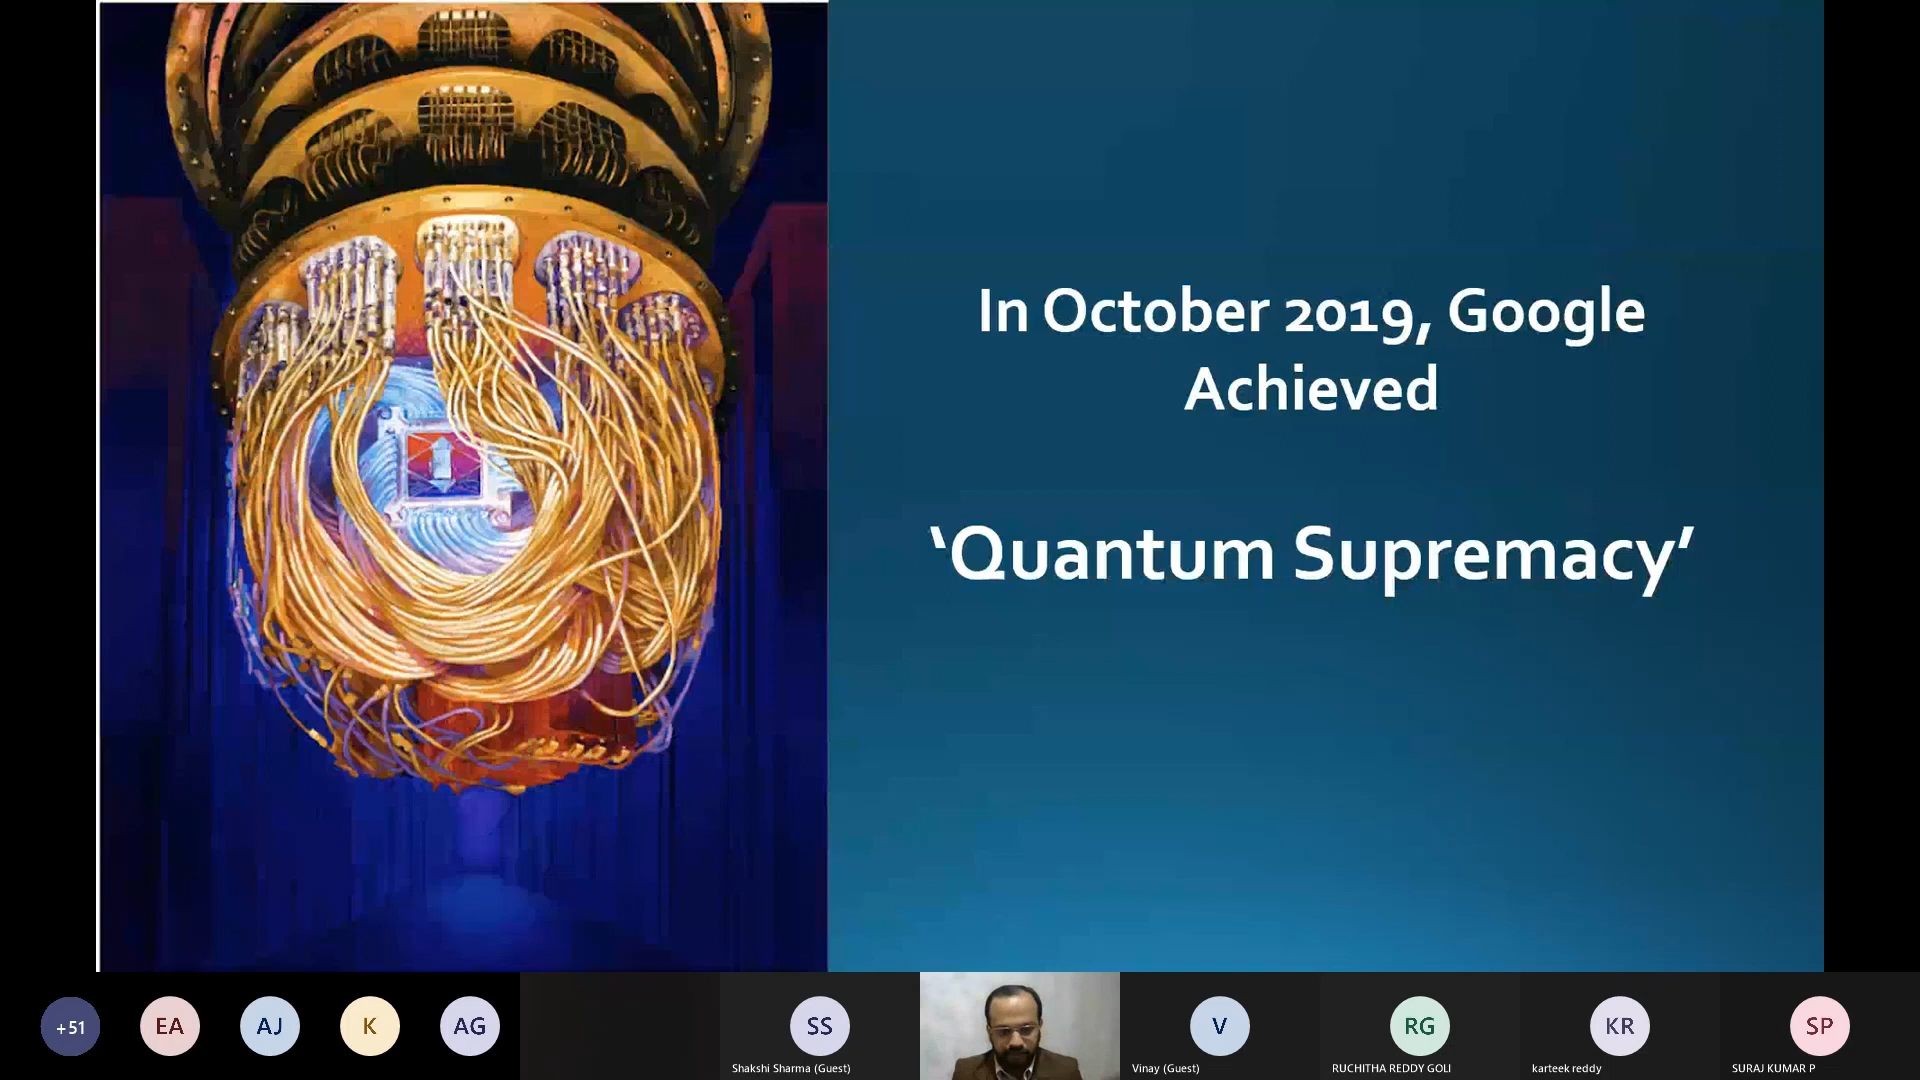 In October 2019, Google
Achieved
‘Quantum Supremacy’
+51
EA
AJ
K
AG
SS
Shakshi Sharma (Guest)
V
Vinay (Guest)
RG
RUCHITHA REDDY GOLI
KR
karteek reddy
SP
SURAJ KUMAR P